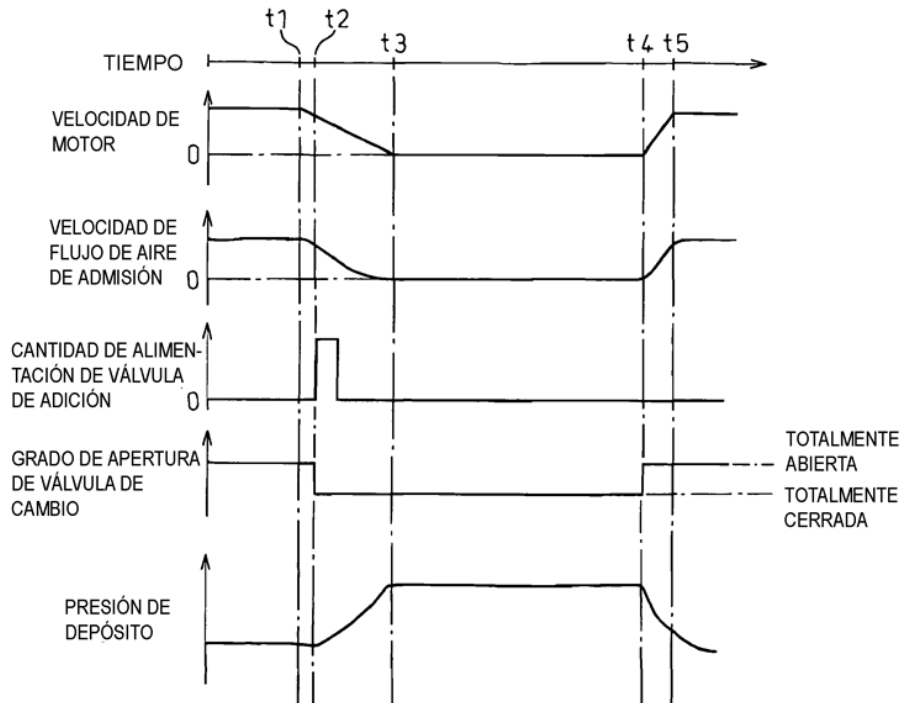 t1 t2 t3 t4 t5
TIEMPO
VELOCIDAD DE
MOTOR
0
VELOCIDAD DE
FLUJO DE AIRE
DE ADMISIÓN
0
CANTIDAD DE ALIMEN-
TACIÓN DE VÁLVULA
DE ADICIÓN
0
GRADO DE APERTURA
DE VÁLVULA DE
CAMBIO
TOTALMENTE
ABIERTA
TOTALMENTE
CERRADA
PRESIÓN DE
DEPÓSITO